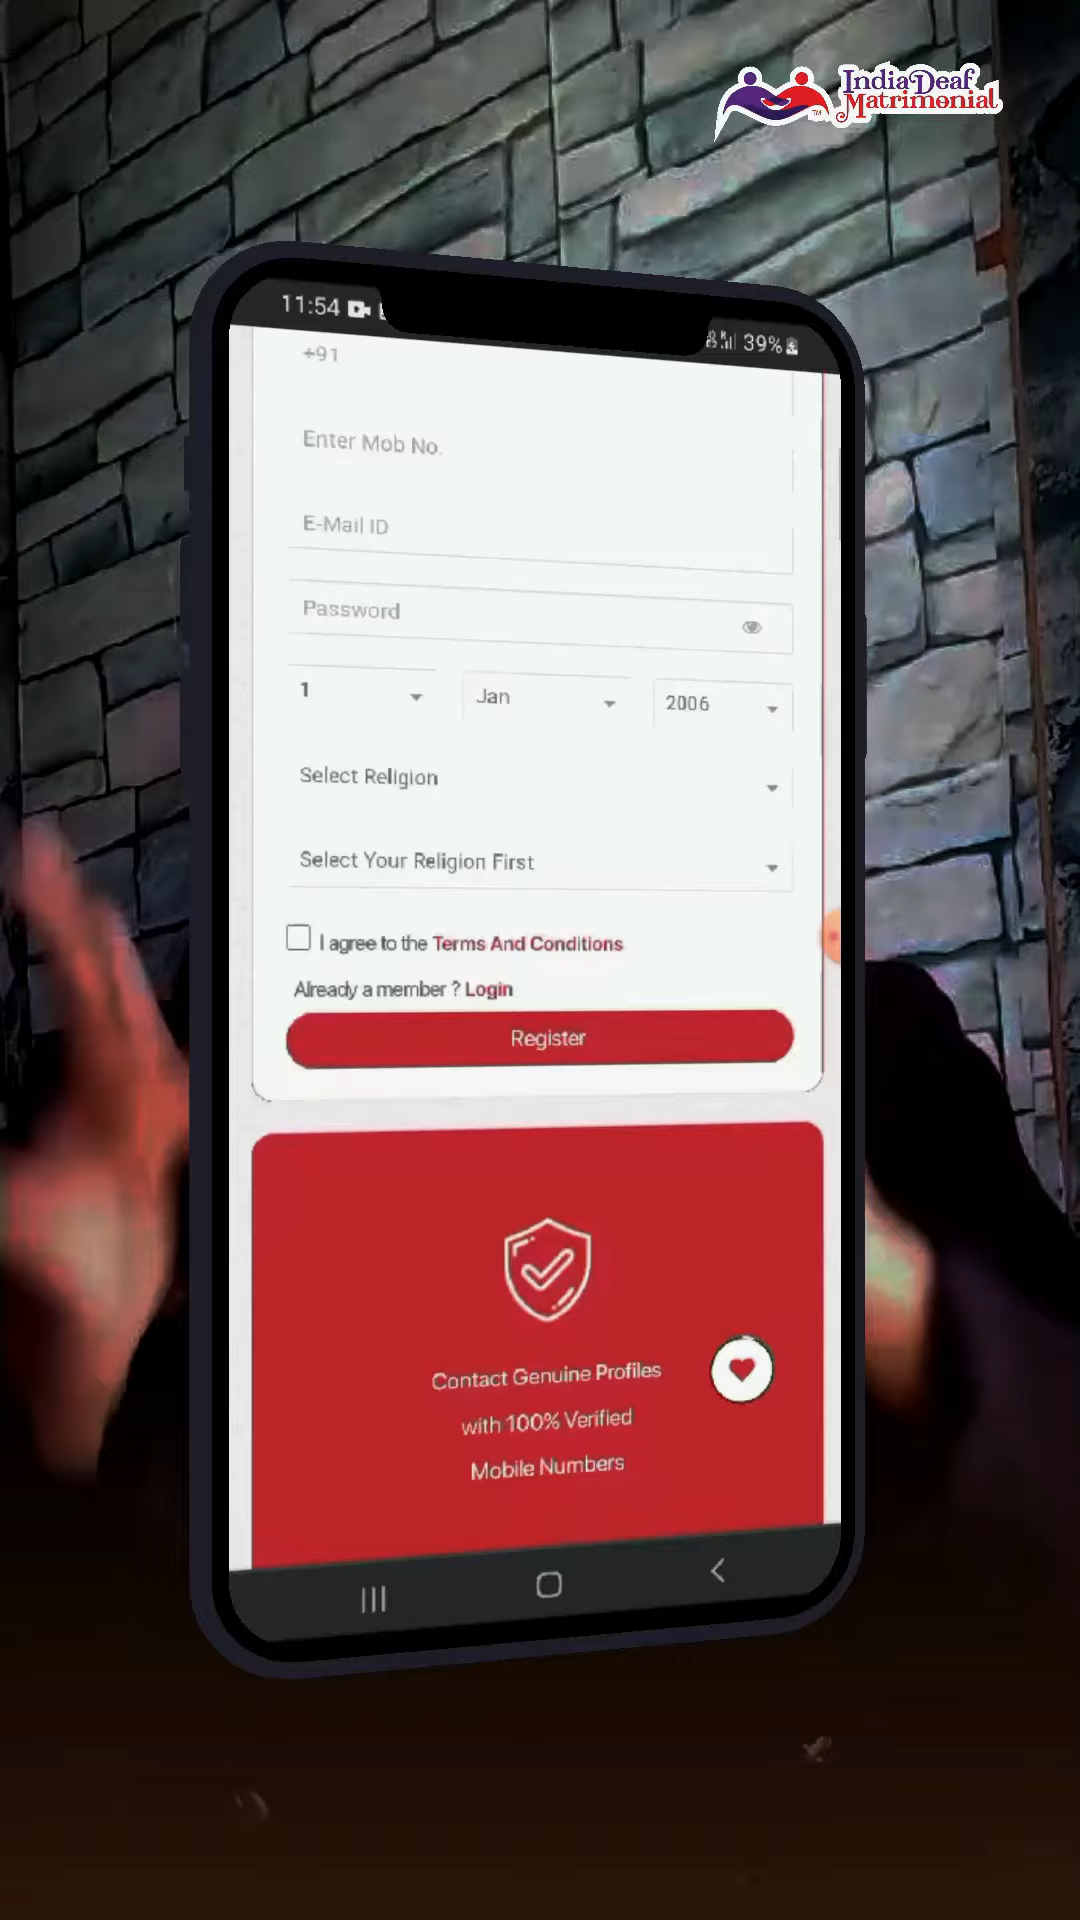 IndiaDeaf
Matrimonial
TM
11:54
39%
+91
Enter Mob No.
E-Mail ID
Password
1 Jan 2006
Select Religion
Select Your Religion First
I agree to the Terms And Conditions
Already a member ? Login
Register
Contact Genuine Profiles
with 100% Verified
Mobile Numbers